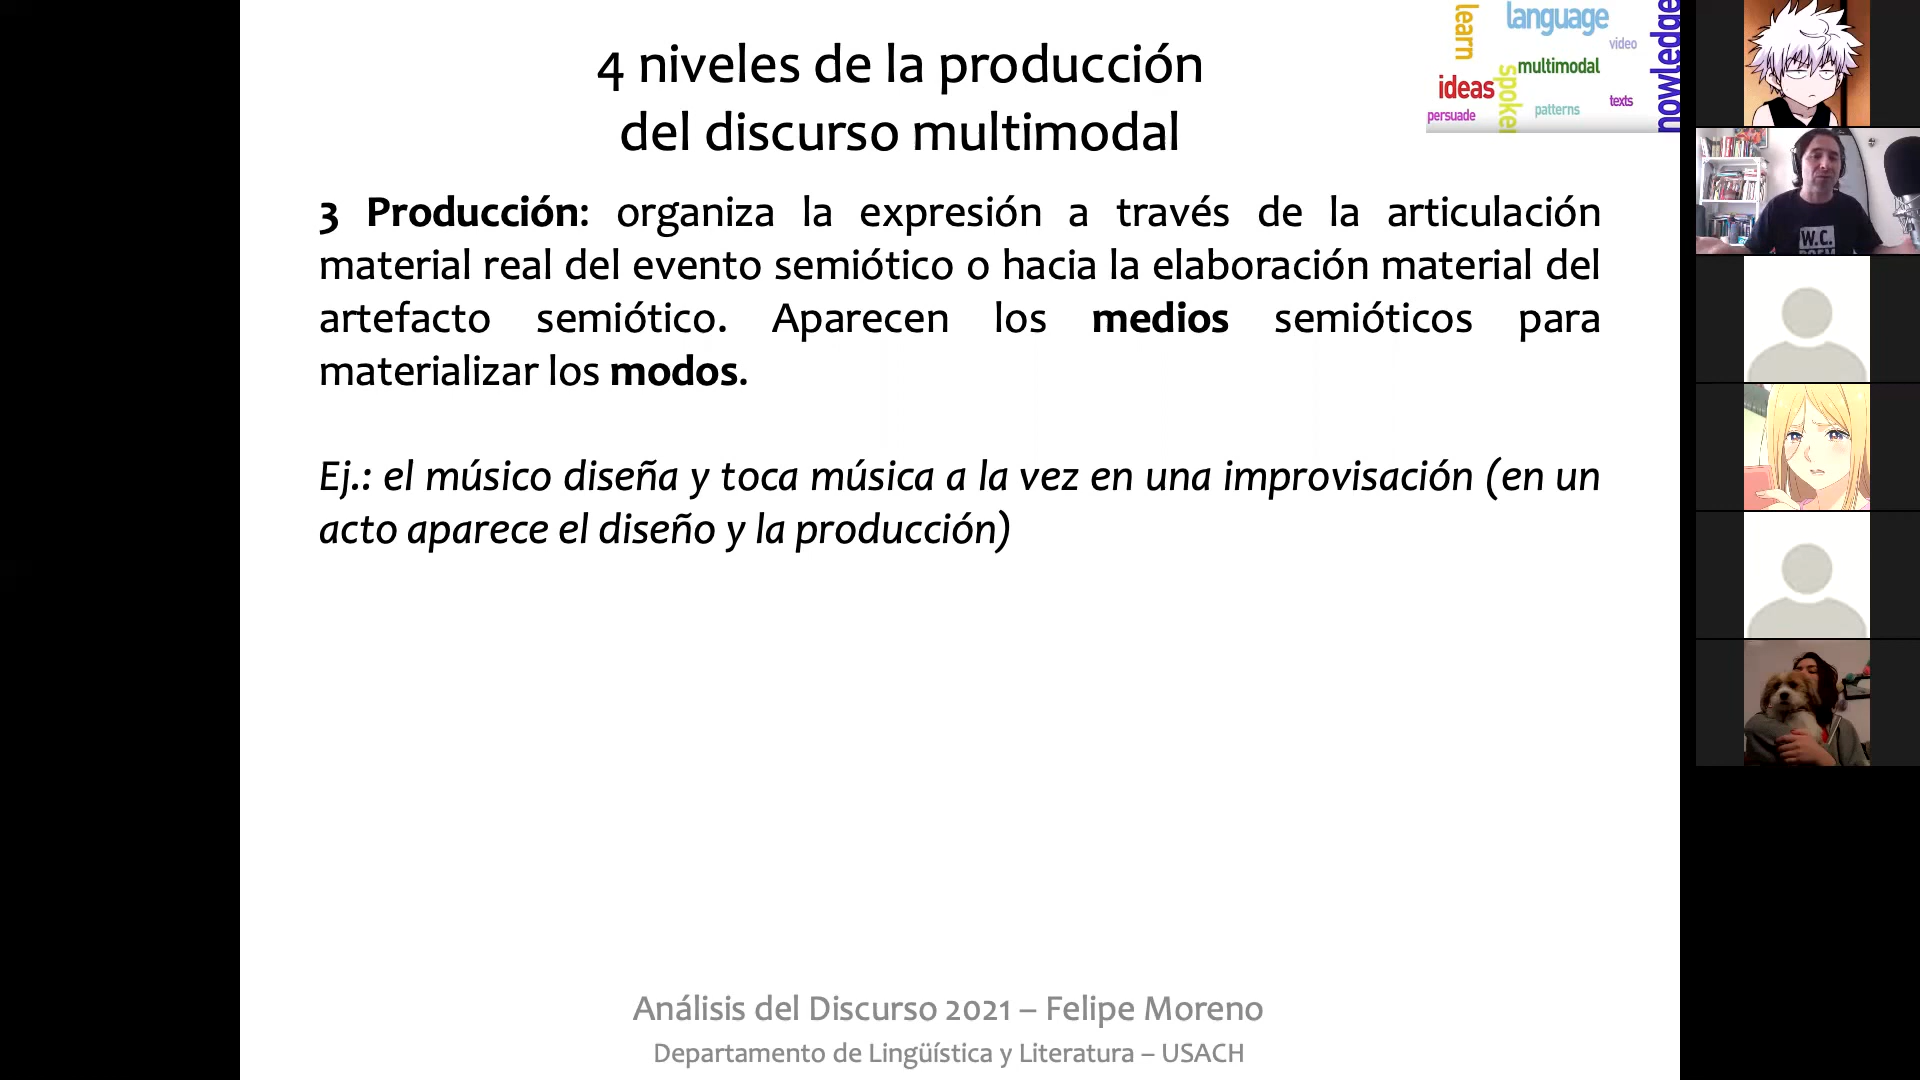 4 niveles de la producción
del discurso multimodal
learn
language
video
multimodal
ideas
persuade
patterns
texts
3 Producción: organiza la expresión a través de la articulación
material real del evento semiótico o hacia la elaboración material del
artefacto semiótico. Aparecen los medios semióticos para
materializar los modos.
Ej.: el músico diseña y toca música a la vez en una improvisación (en un
acto aparece el diseño y la producción)
Análisis del Discurso 2021 – Felipe Moreno
Departamento de Lingüística y Literatura – USACH
W.C.